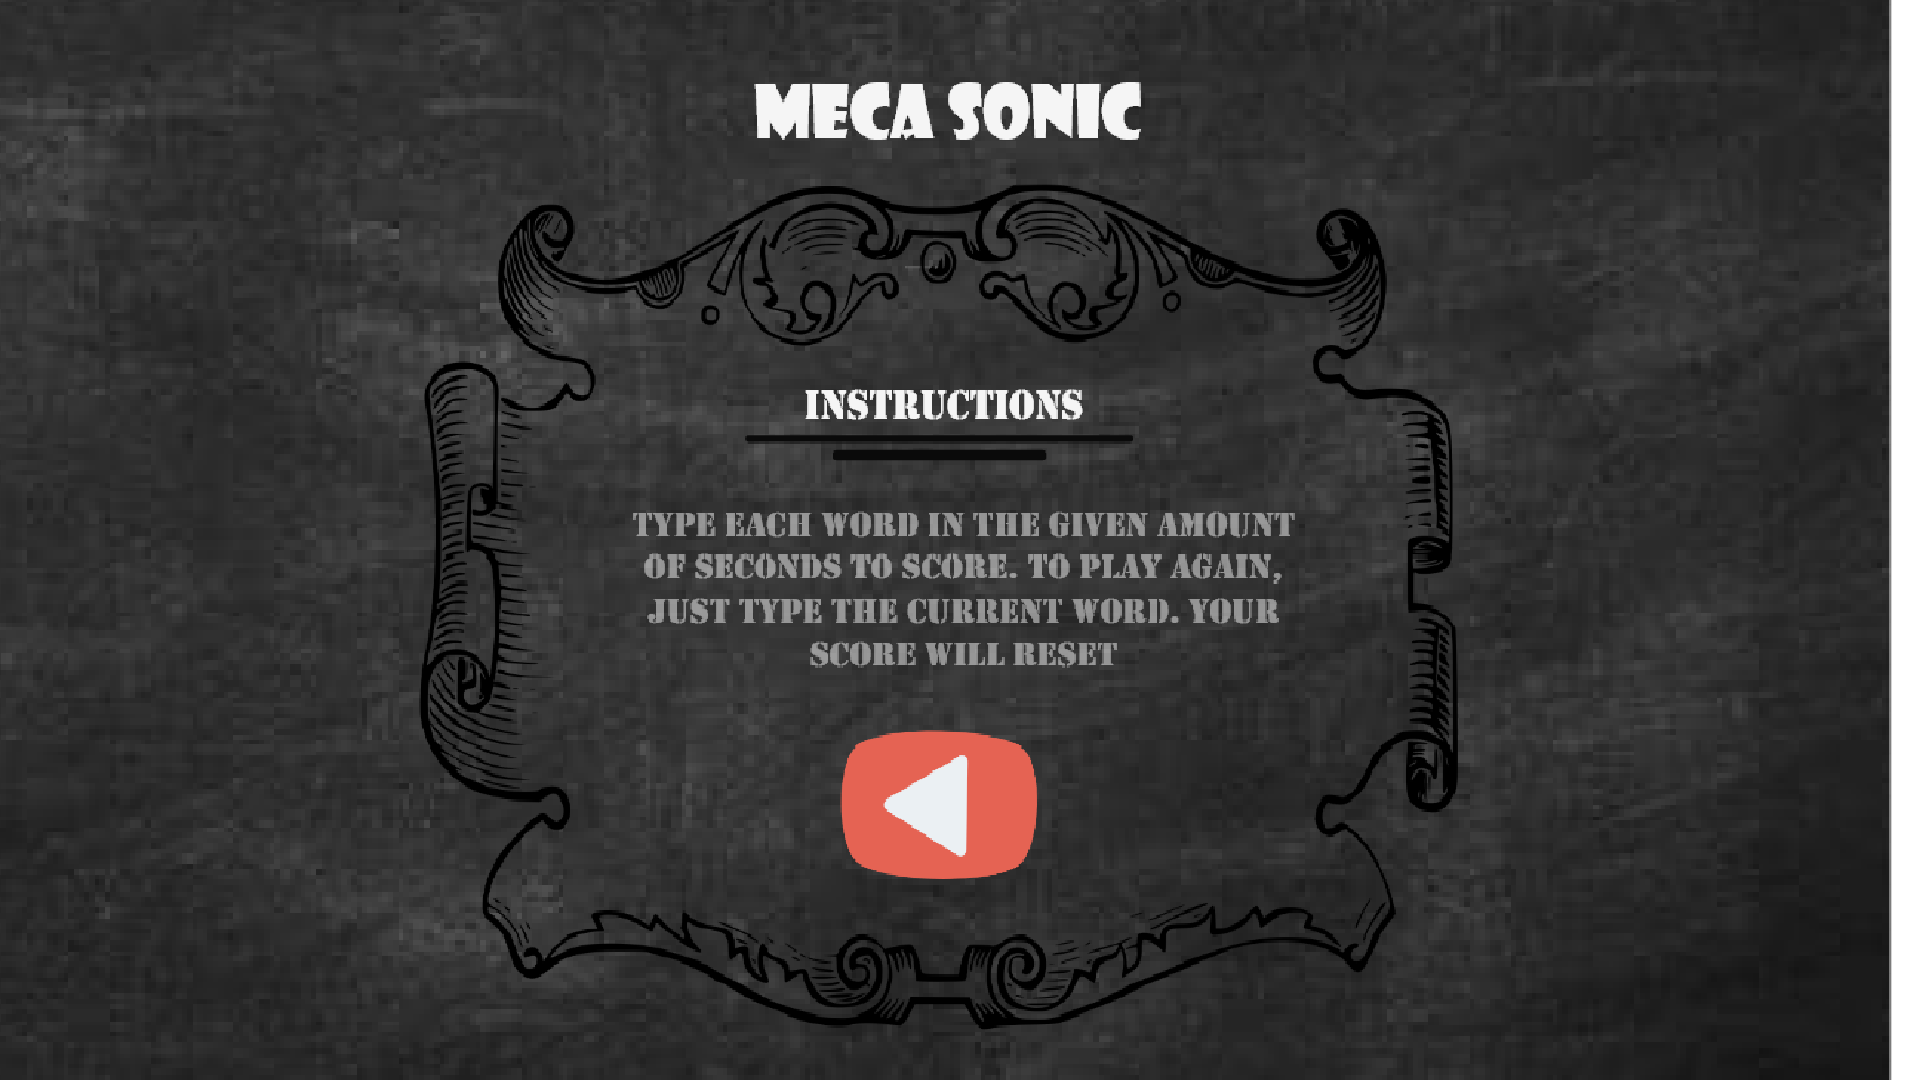 MECA SONIC
INSTRUCTIONS
TYPE EACH WORD IN THE GIVEN AMOUNT
OF SECONDS TO SCORE. TO PLAY AGAIN,
JUST TYPE THE CURRENT WORD. YOUR
SCORE WILL RESET